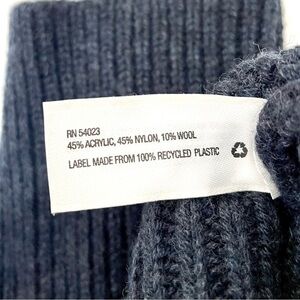 RN 54023
45% ACRYLIC, 45% NYLON, 10% WOOL
LABEL MADE FROM 100% RECYCLED PLASTIC